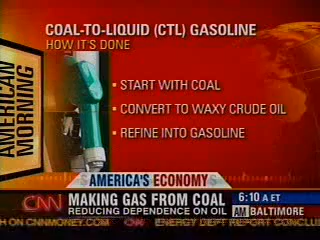 COAL-TO-LIQUID (CTL) GASOLINE
HOW IT'S DONE
AMERICAN
MORNING
START WITH COAL
CONVERT TO WAXY CRUDE OIL
REFINE INTO GASOLINE
AMERICA'S ECONOMY
CNN
MAKING GAS FROM COAL
REDUCING DEPENDENCE ON OIL
6:10 A ET
AM BALTIMORE
H ON CNNMONEY.COM
CNN
ENERGY DEPT REPORT CONCLU